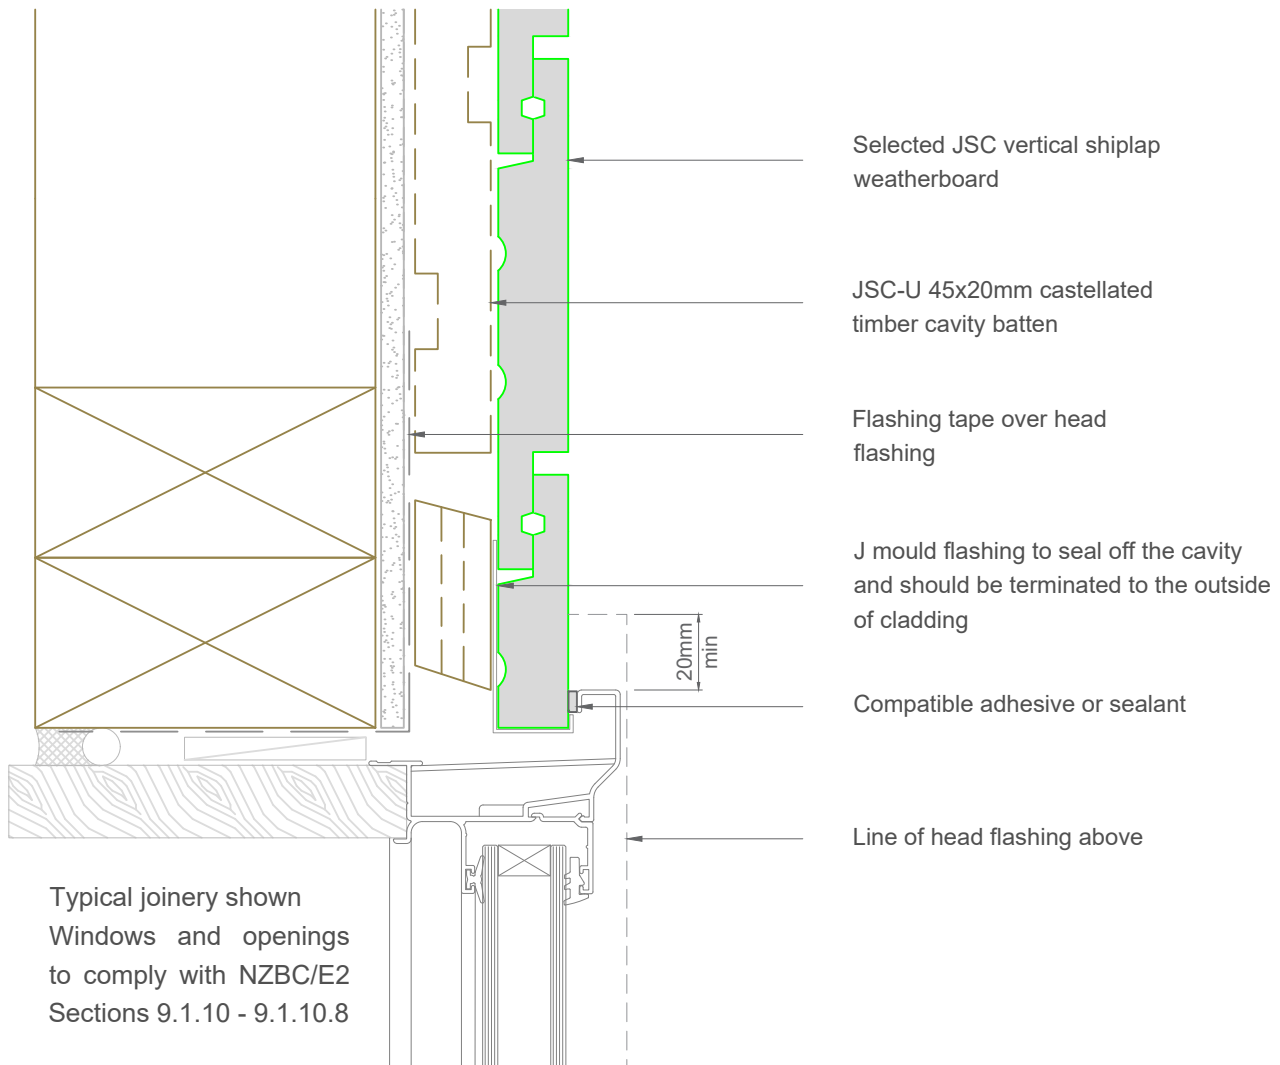 Selected JSC vertical shiplap
weatherboard
JSC-U 45x20mm castellated
timber cavity batten
Flashing tape over head
flashing
J mould flashing to seal off the cavity
and should be terminated to the outside
of cladding
20mm
min
Compatible adhesive or sealant
Line of head flashing above
Typical joinery shown
Windows and openings
to comply with NZBC/E2
Sections 9.1.10 - 9.1.10.8